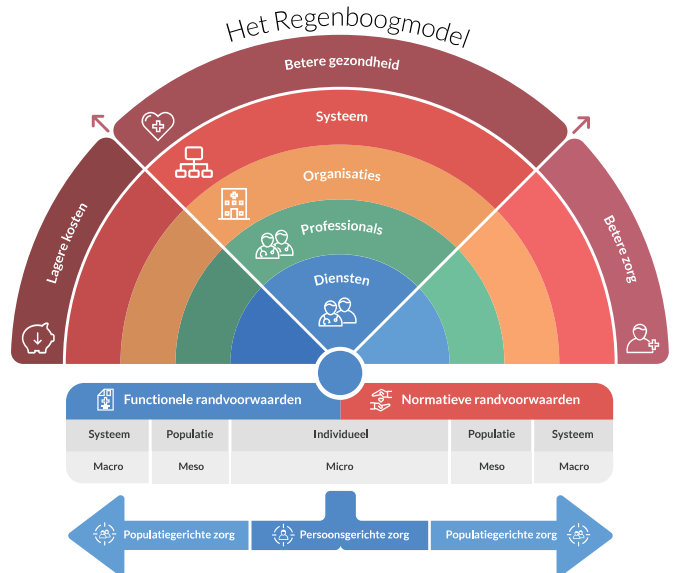 Het Regenboogmodel
Betere gezondheid
Systeem
Organisaties
Professionals
Diensten
Lagere kosten
Betere zorg
Functionele randvoorwaarden
Normatieve randvoorwaarden
Systeem
Populatie
Individueel
Populatie
Systeem
Macro
Meso
Micro
Meso
Macro
Populatiegerichte zorg
Persoonsgerichte zorg
Populatiegerichte zorg